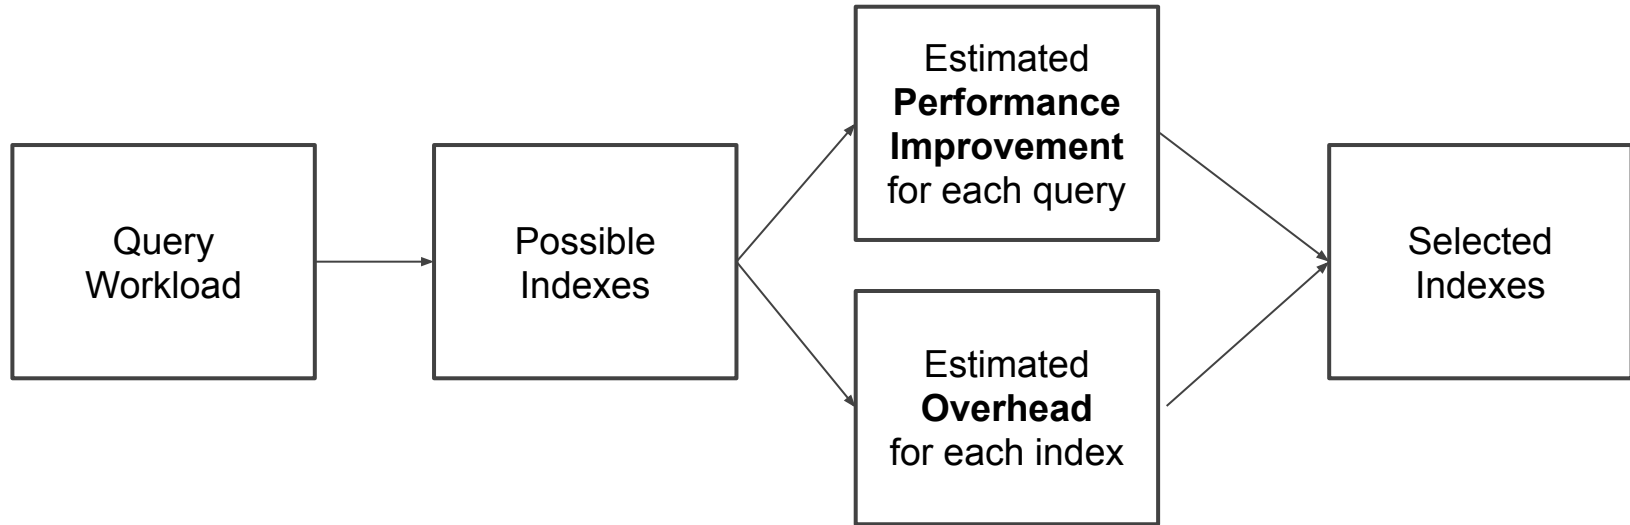 Query
Workload
Possible
Indexes
Estimated
Performance
Improvement
for each query
Estimated
Overhead
for each index
Selected
Indexes